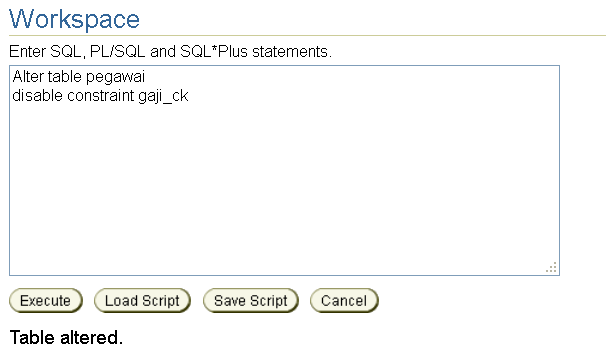 Workspace
Enter SQL, PL/SQL and SQL*Plus statements.
Alter table pegawai
disable constraint gaji_ck
Execute Load Script Save Script Cancel
Table altered.